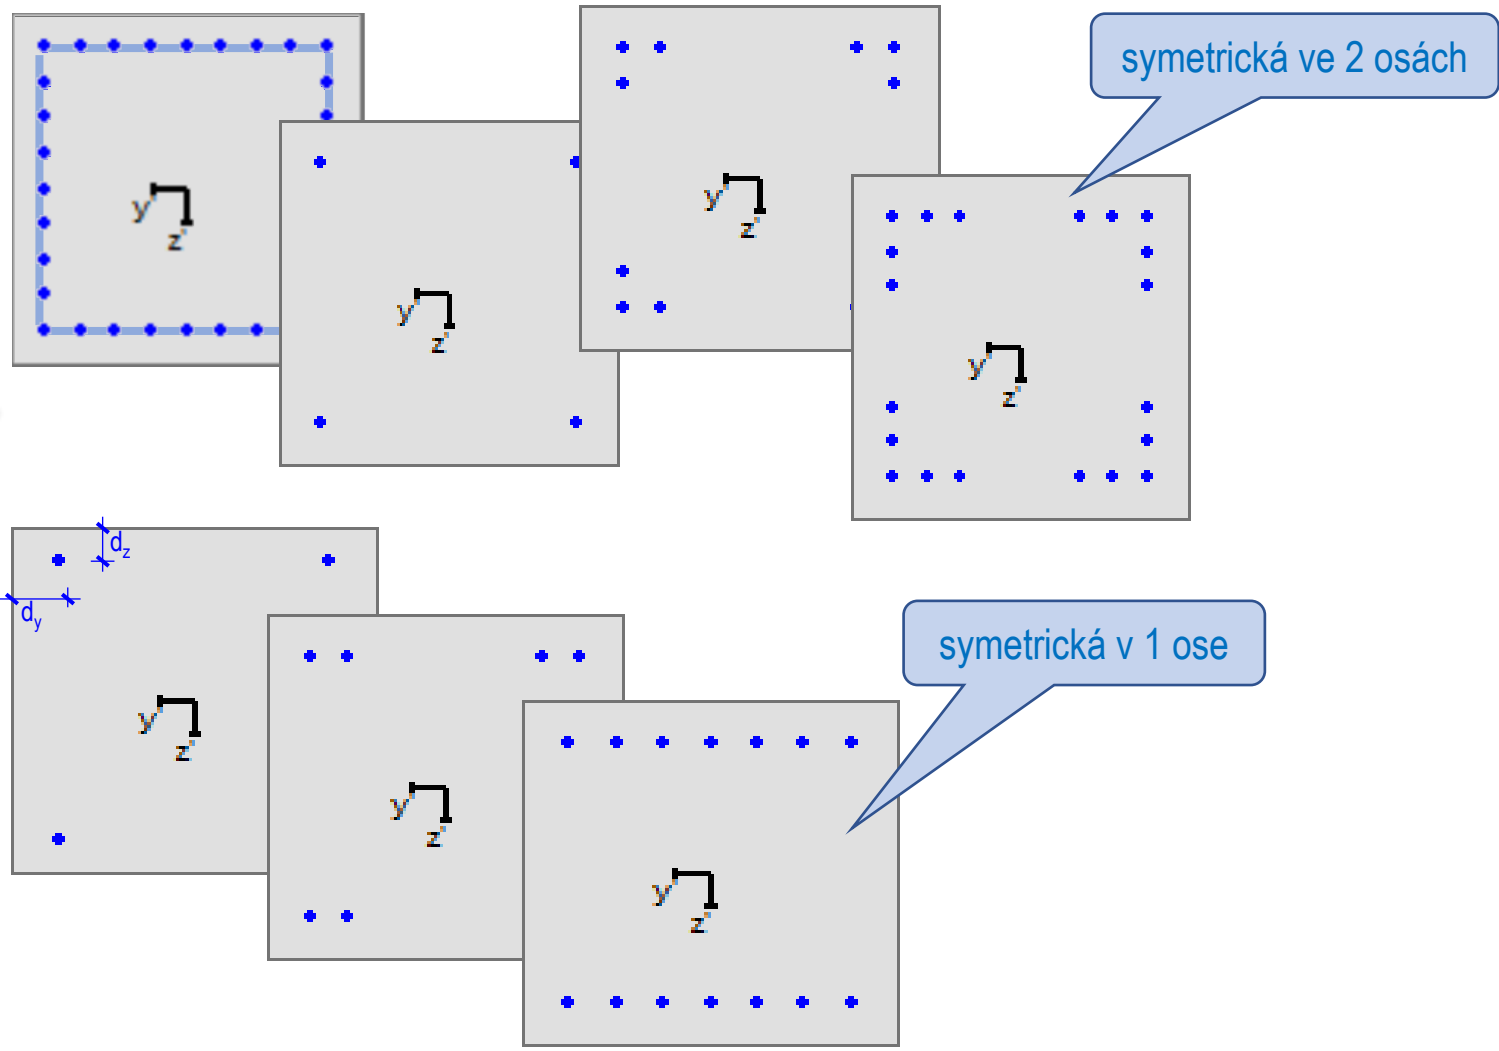 symetrická ve 2 osách
y'
z'
y'
z'
y'
z'
y'
z'
dz
dy
symetrická v 1 ose
y'
z'
y'
z'
y'
z'